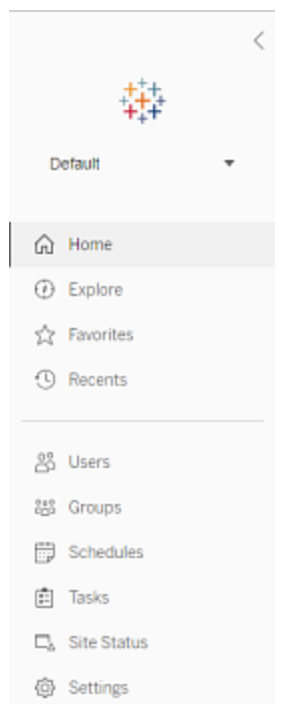 Default
Home
Explore
Favorites
Recents
Users
Groups
Schedules
Tasks
Site Status
Settings